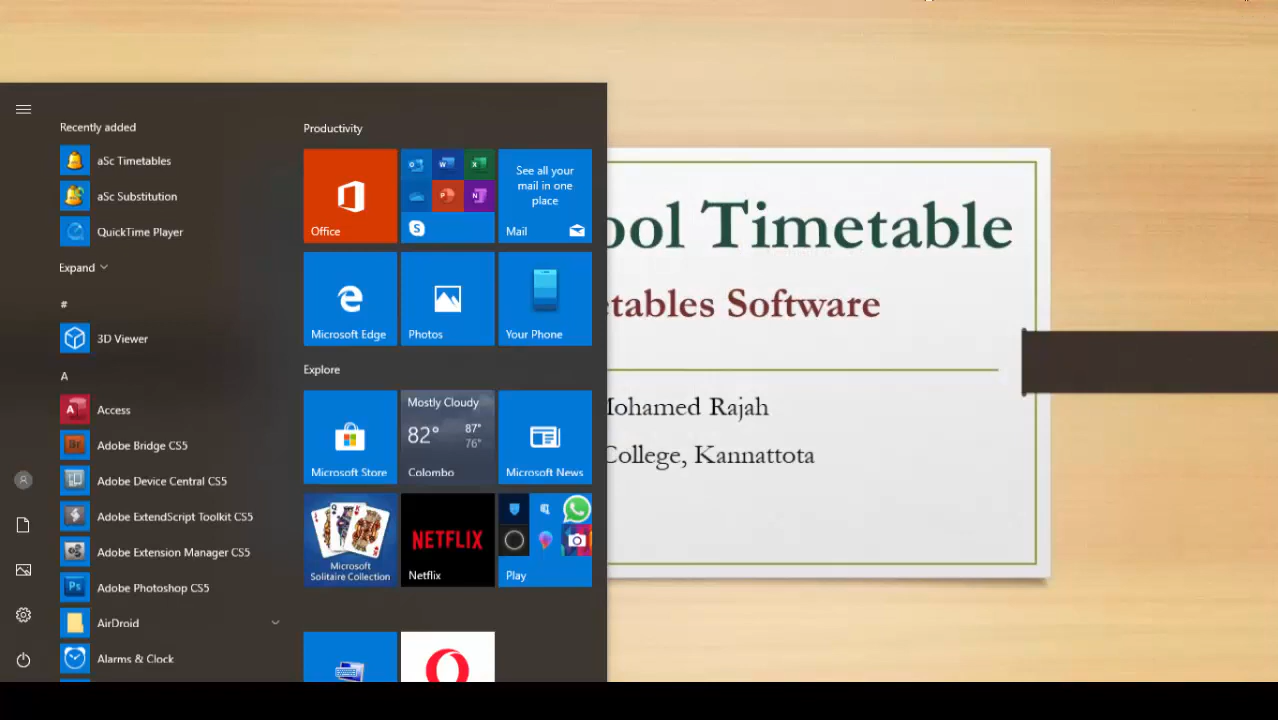 Recently added
aSc Timetables
aSc Substitution
QuickTime Player
Expand
#
3D Viewer
A
Access
Adobe Bridge CS5
Adobe Device Central CS5
Adobe ExtendScript Toolkit CS5
Adobe Extension Manager CS5
Adobe Photoshop CS5
AirDroid
Alarms & Clock
Productivity
Office
See all your
mail in one
place
Mail
Microsoft Edge
Photos
Your Phone
Explore
Microsoft Store
Mostly Cloudy
82° 87°
76°
Colombo
Microsoft News
Microsoft
Solitaire Collection
NETFLIX
Netflix
Play
ool Timetable
etables Software
Mohamed Rajah
College, Kannattota